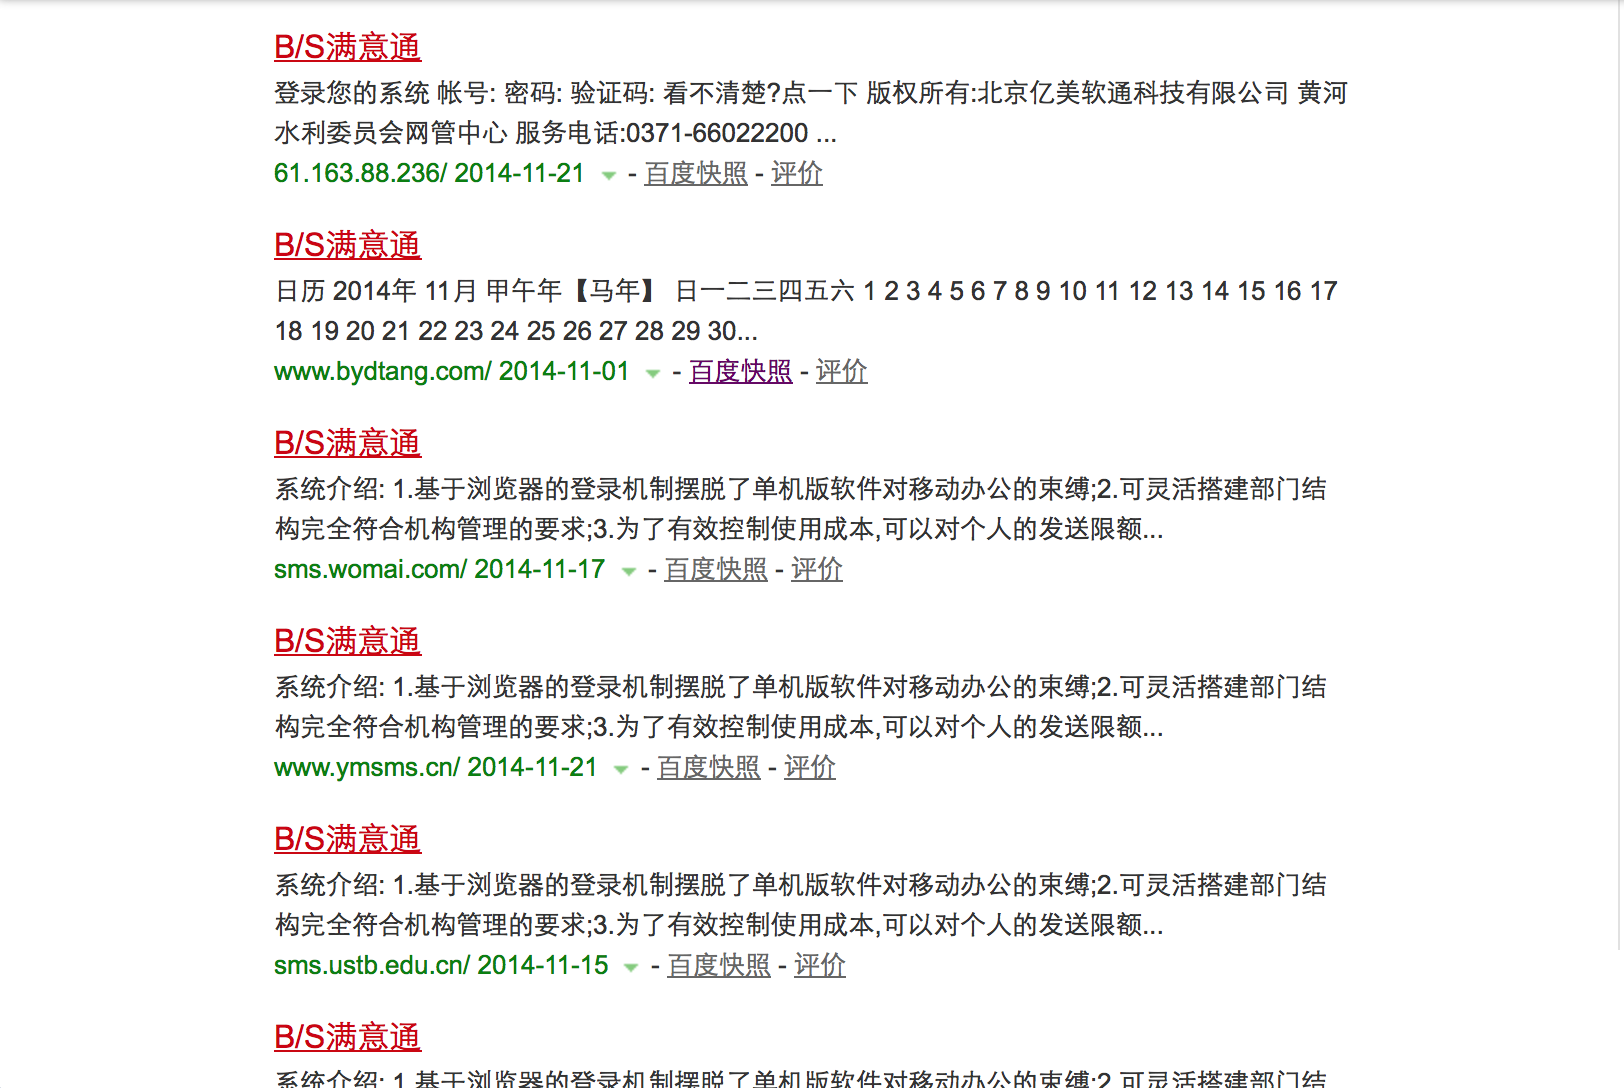 B/S满意通
登录您的系统 帐号: 密码: 验证码: 看不清楚?点一下 版权所有:北京亿美软通科技有限公司 黄河
水利委员会网管中心 服务电话:0371-66022200 ...
61.163.88.236/ 2014-11-21 - 百度快照 - 评价
B/S满意通
日历 2014年 11月 甲午年【马年】 日一二三四五六 1 2 3 4 5 6 7 8 9 10 11 12 13 14 15 16 17
18 19 20 21 22 23 24 25 26 27 28 29 30...
www.bydtang.com/ 2014-11-01 - 百度快照 - 评价
B/S满意通
系统介绍: 1.基于浏览器的登录机制摆脱了单机版软件对移动办公的束缚;2.可灵活搭建部门结
构完全符合机构管理的要求;3.为了有效控制使用成本,可以对个人的发送限额...
sms.womai.com/ 2014-11-17 - 百度快照 - 评价
B/S满意通
系统介绍: 1.基于浏览器的登录机制摆脱了单机版软件对移动办公的束缚;2.可灵活搭建部门结
构完全符合机构管理的要求;3.为了有效控制使用成本,可以对个人的发送限额...
www.ymsms.cn/ 2014-11-21 - 百度快照 - 评价
B/S满意通
系统介绍: 1.基于浏览器的登录机制摆脱了单机版软件对移动办公的束缚;2.可灵活搭建部门结
构完全符合机构管理的要求;3.为了有效控制使用成本,可以对个人的发送限额...
sms.ustb.edu.cn/ 2014-11-15 - 百度快照 - 评价
B/S满意通
系统介绍: 1.基于浏览器的登录机制摆脱了单机版软件对移动办公的束缚;2.可灵活搭建部门结